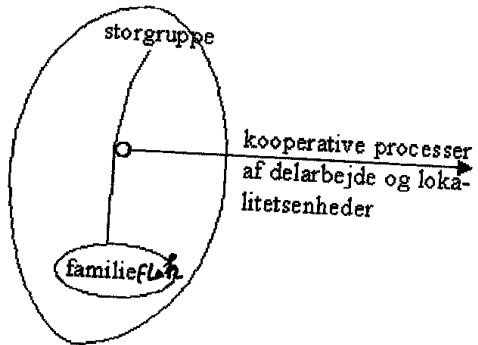 storgruppe
kooperative processer
af delarbejde og loka-
litetsenheder
familie